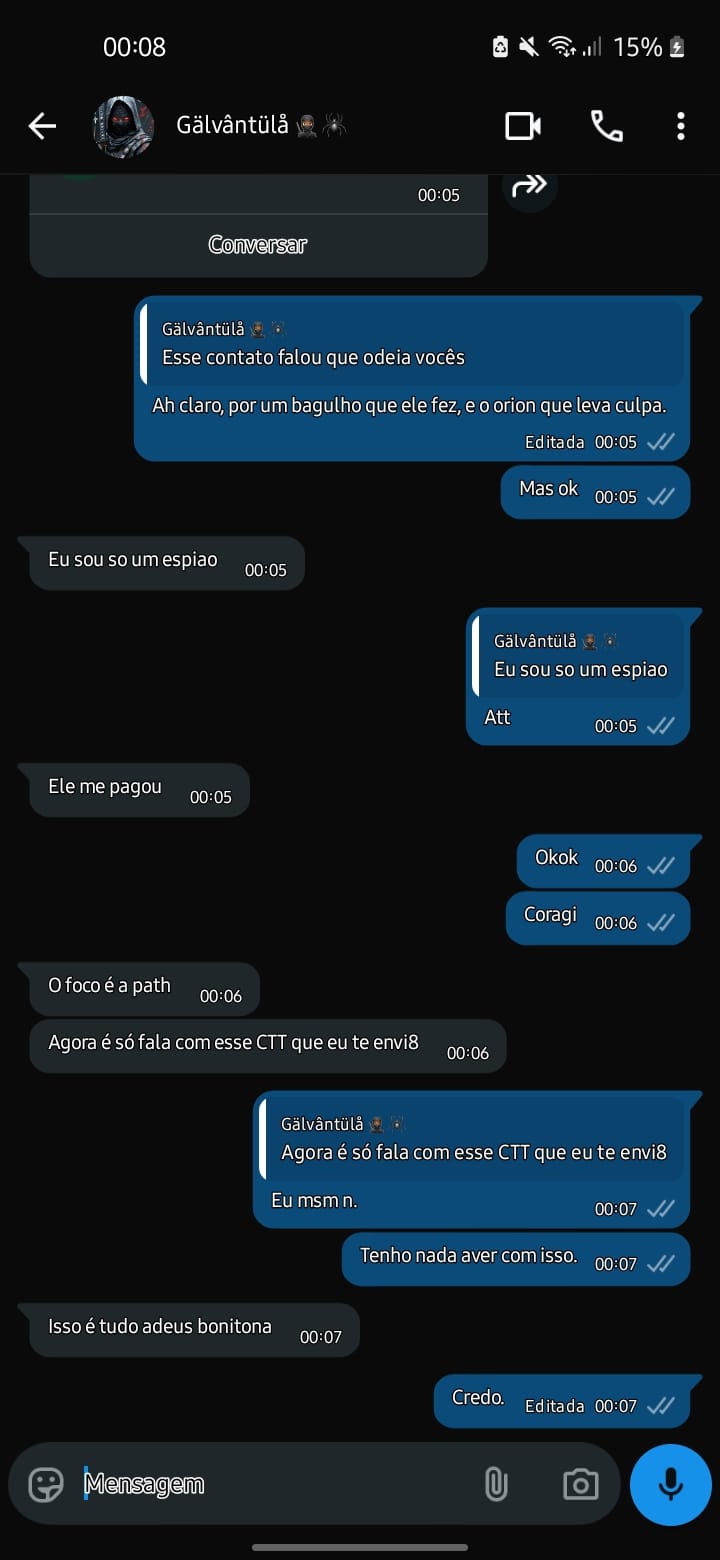 00:08
15%
Gälvântülå
00:05
Conversar
Gälvântülå
Esse contato falou que odeia vocês
Ah claro, por um bagulho que ele fez, e o orion que leva culpa.
Editada 00:05
Mas ok 00:05
Eu sou so um espiao 00:05
Gälvântülå
Eu sou so um espiao
Att 00:05
Ele me pagou 00:05
Okok 00:06
Coragi 00:06
O foco é a path 00:06
Agora é só fala com esse CTT que eu te envi8 00:06
Gälvântülå
Agora é só fala com esse CTT que eu te envi8
Eu msm n. 00:07
Tenho nada aver com isso. 00:07
Isso é tudo adeus bonitona 00:07
Credo. Editada 00:07
Mensagem